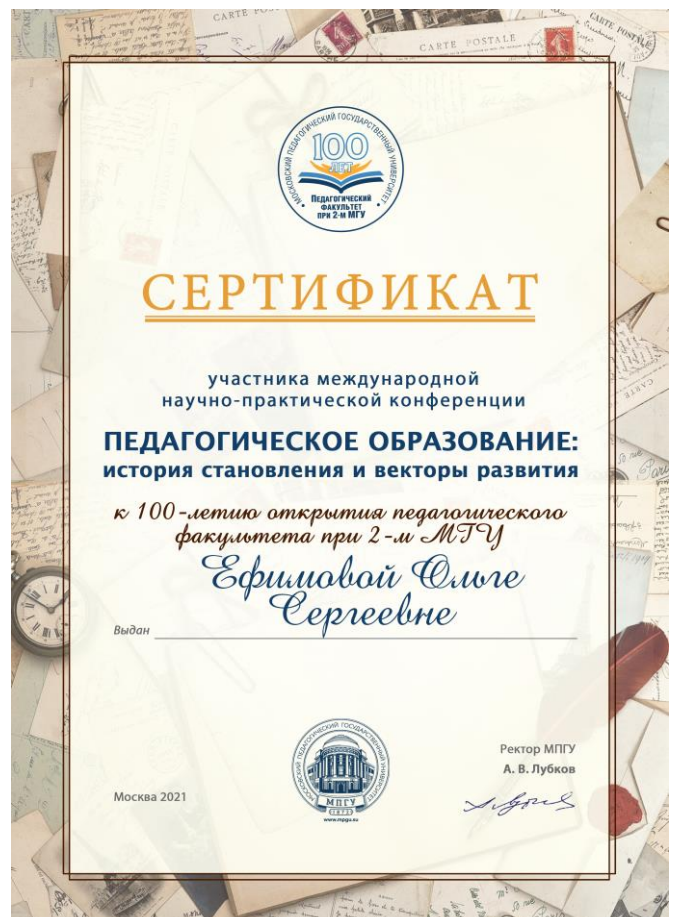 CARTE POSTALE
МОСКОВСКИЙ ПЕДАГОГИЧЕСКИЙ ГОСУДАРСТВЕННЫЙ УНИВЕРСИТЕТ
100
ЛЕТ
ПЕДАГОГИЧЕСКИЙ
ФАКУЛЬТЕТ
ПРИ 2-М МГУ
СЕРТИФИКАТ
участника международной
научно-практической конференции
ПЕДАГОГИЧЕСКОЕ ОБРАЗОВАНИЕ:
история становления и векторы развития
к 100-летию открытия педагогического
факультета при 2-м МГУ
Ефимовой Ольге
Сергеевне
Выдан
МОСКОВСКИЙ ПЕДАГОГИЧЕСКИЙ ГОСУДАРСТВЕННЫЙ УНИВЕРСИТЕТ
МПГУ
1872
www.mpgu.su
Ректор МПГУ
А. В. Лубков
Москва 2021